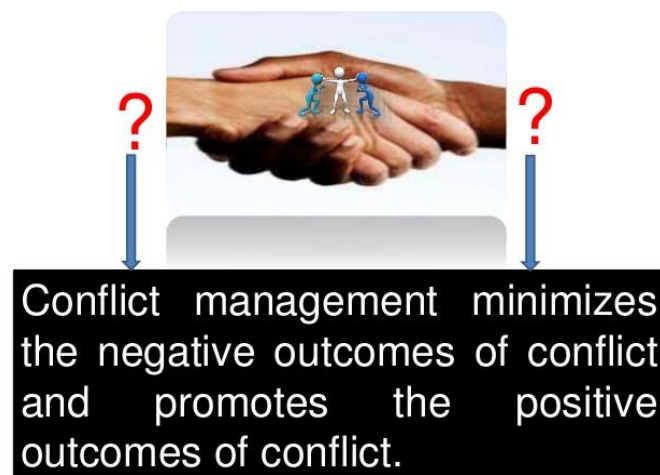 ? ?
Conflict management minimizes
the negative outcomes of conflict
and promotes the positive
outcomes of conflict.